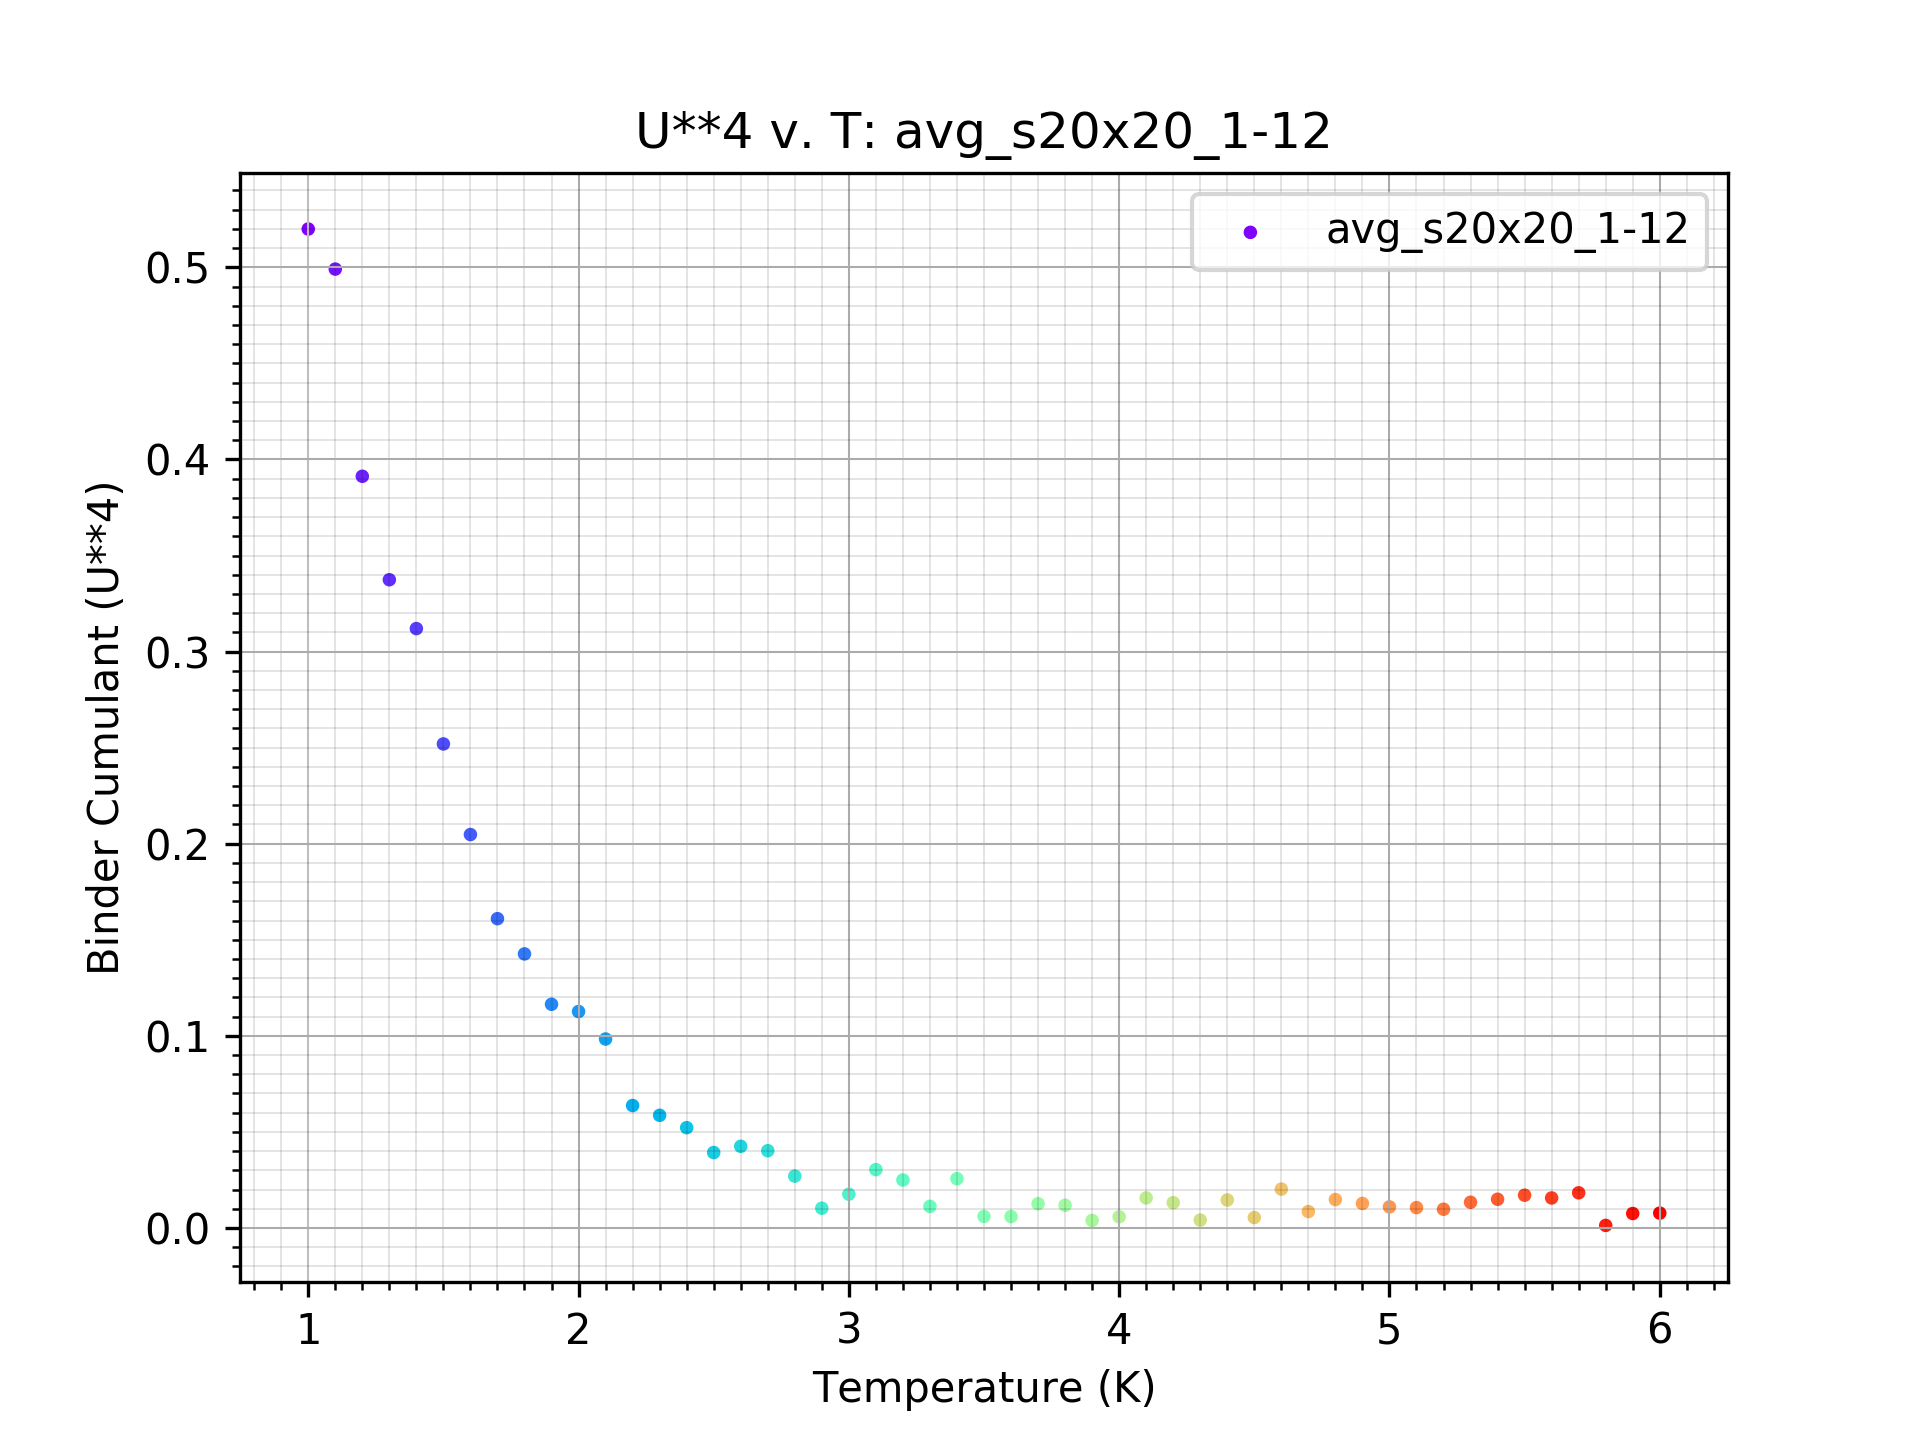 U**4 v. T: avg_s20x20_1-12
avg_s20x20_1-12
0.5
0.4
0.3
0.2
0.1
0.0
Binder Cumulant (U**4)
1 2 3 4 5 6
Temperature (K)